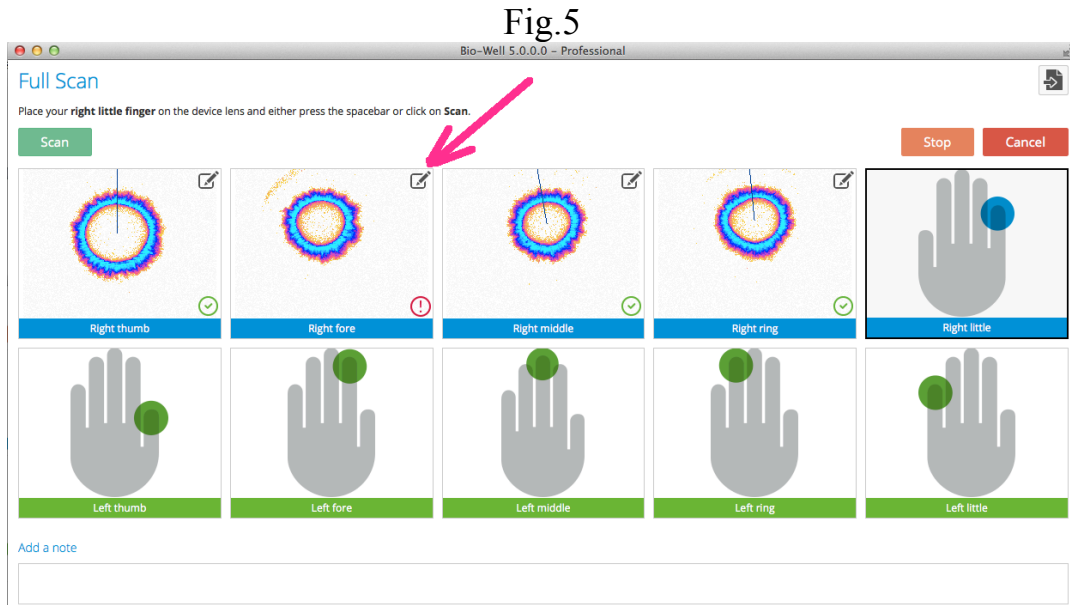 Fig.5
Bio-Well 5.0.0.0 – Professional
Full Scan
Place your right little finger on the device lens and either press the spacebar or click on Scan.
Scan
Stop
Cancel
Right thumb
Right fore
Right middle
Right ring
Right little
Left thumb
Left fore
Left middle
Left ring
Left little
Add a note